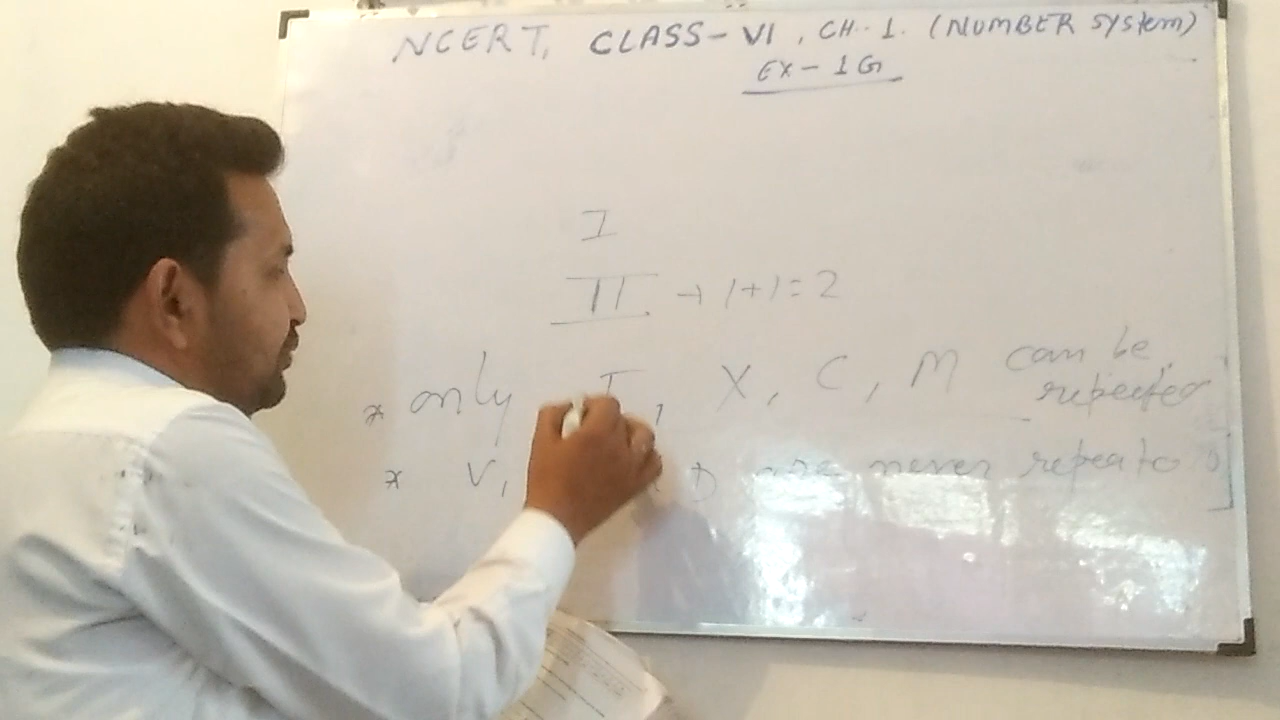 NCERT, CLASS-VI, CH. 1. (NUMBER System)
EX-1G
I
II → 1+1=2
* only I, X, C, M can be repeated
* V, D are never repeated